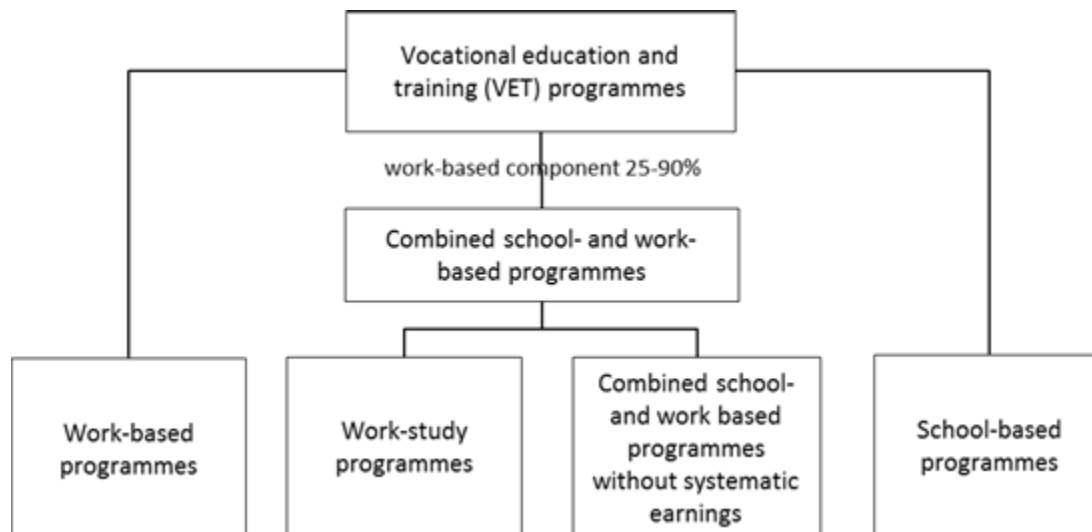 Vocational education and
training (VET) programmes
work-based component 25-90%
Combined school- and work-
based programmes
Work-based
programmes
Work-study
programmes
Combined school-
and work based
programmes
without systematic
earnings
School-based
programmes